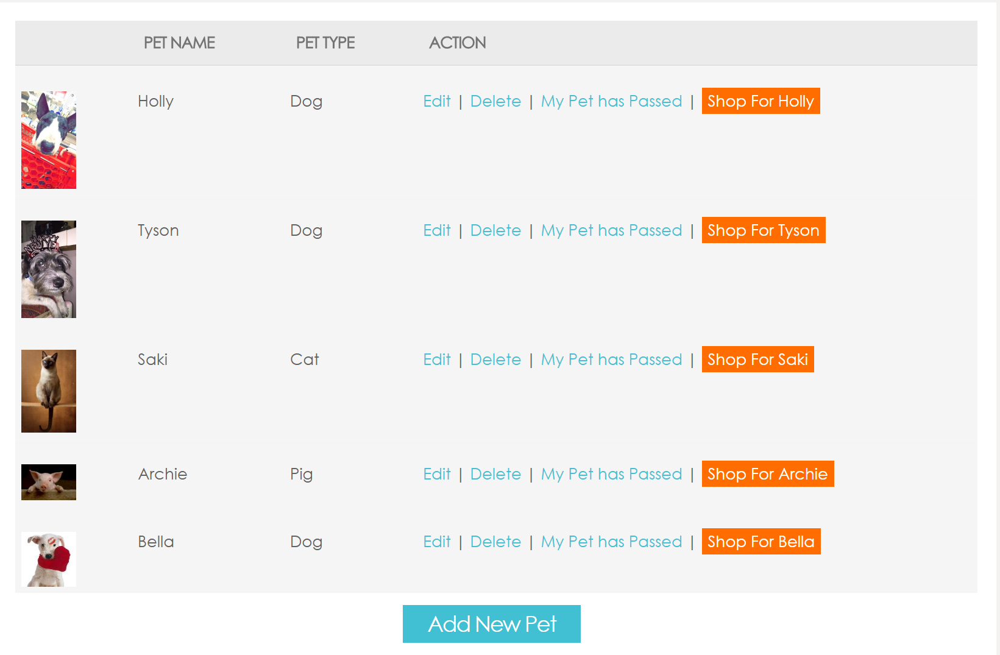 PET NAME PET TYPE ACTION
Holly Dog Edit | Delete | My Pet has Passed | Shop For Holly
HAPPY
NEW YE
Tyson Dog Edit | Delete | My Pet has Passed | Shop For Tyson
Saki Cat Edit | Delete | My Pet has Passed | Shop For Saki
Archie Pig Edit | Delete | My Pet has Passed | Shop For Archie
Bella Dog Edit | Delete | My Pet has Passed | Shop For Bella
Add New Pet